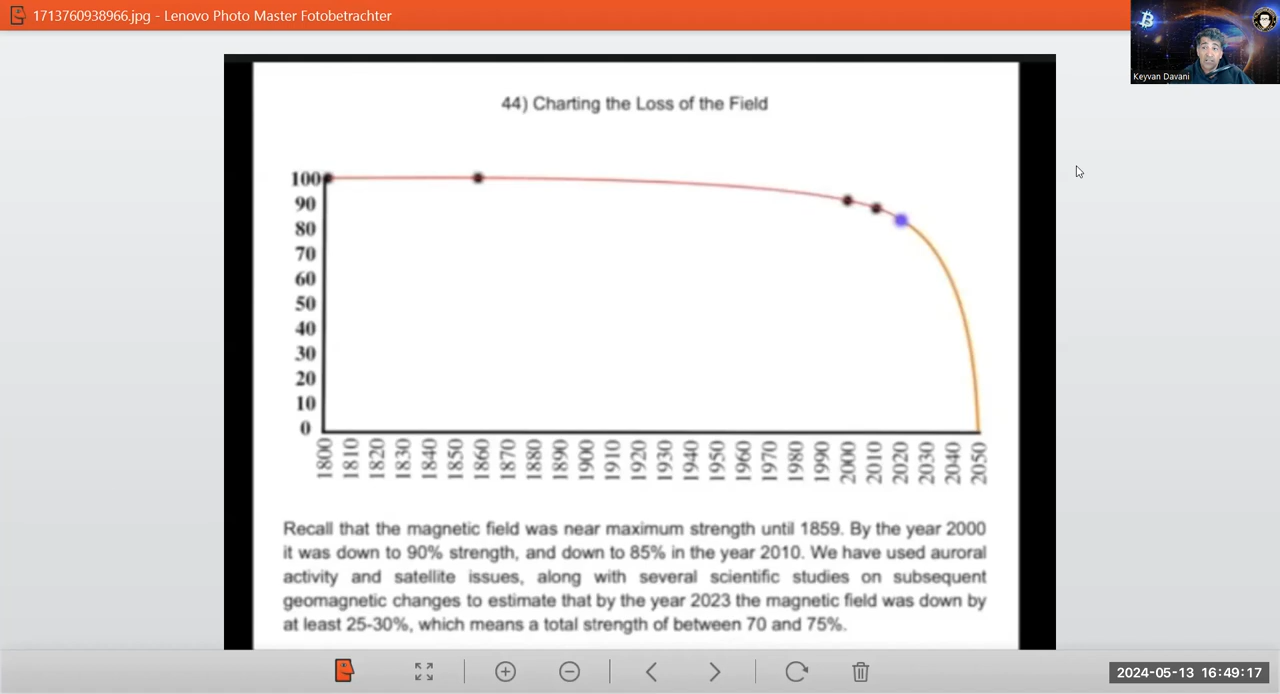 1713760938966.jpg - Lenovo Photo Master Fotobetrachter
Keyvan Davani
44) Charting the Loss of the Field
100
90
80
70
60
50
40
30
20
10
0
1800 1810 1820 1830 1840 1850 1860 1870 1880 1890 1900 1910 1920 1930 1940 1950 1960 1970 1980 1990 2000 2010 2020 2030 2040 2050
Recall that the magnetic field was near maximum strength until 1859. By the year 2000
it was down to 90% strength, and down to 85% in the year 2010. We have used auroral
activity and satellite issues, along with several scientific studies on subsequent
geomagnetic changes to estimate that by the year 2023 the magnetic field was down by
at least 25-30%, which means a total strength of between 70 and 75%.
2024-05-13 16:49:17